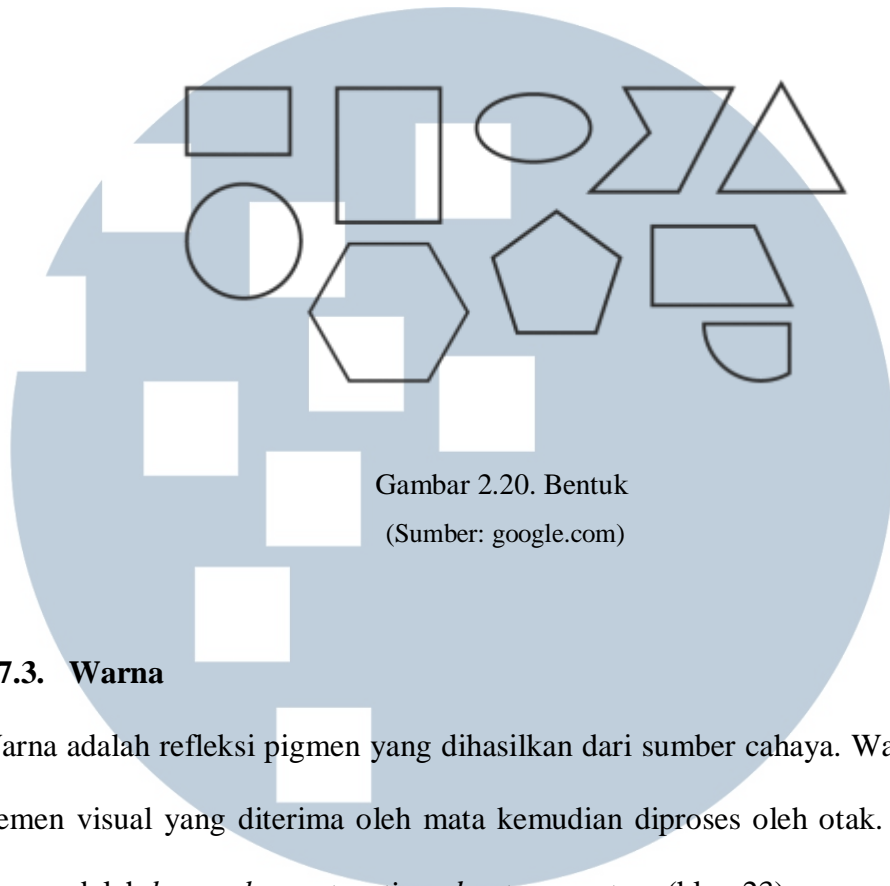 Gambar 2.20. Bentuk
(Sumber: google.com)
7.3. Warna
arna adalah refleksi pigmen yang dihasilkan dari sumber cahaya. Wa
emen visual yang diterima oleh mata kemudian diproses oleh otak.